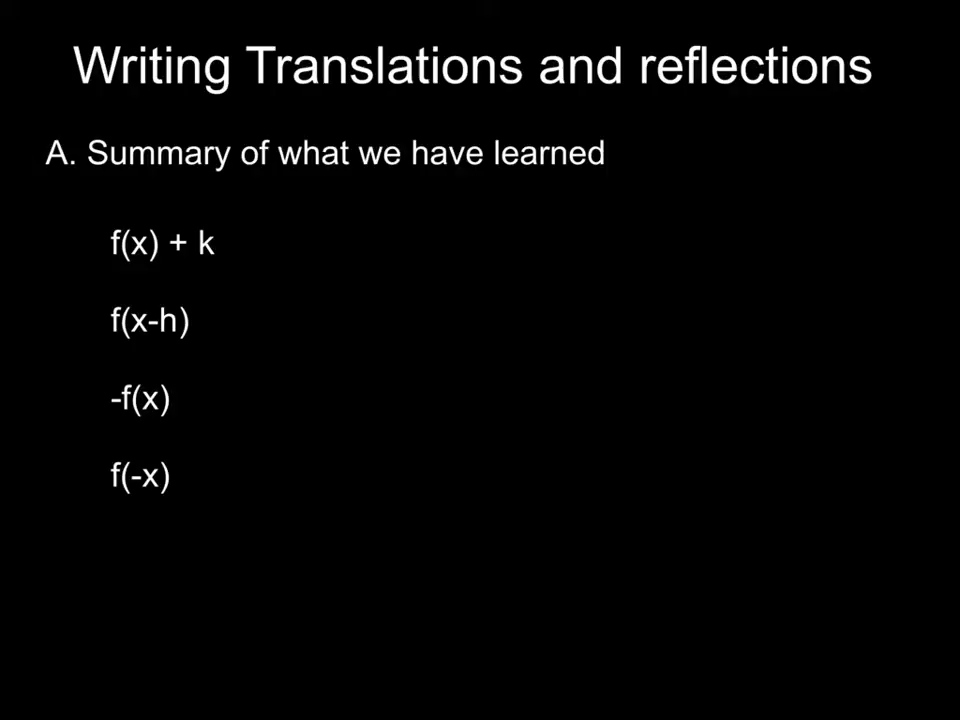 Writing Translations and reflections
A. Summary of what we have learned
f(x) + k
f(x-h)
-f(x)
f(-x)